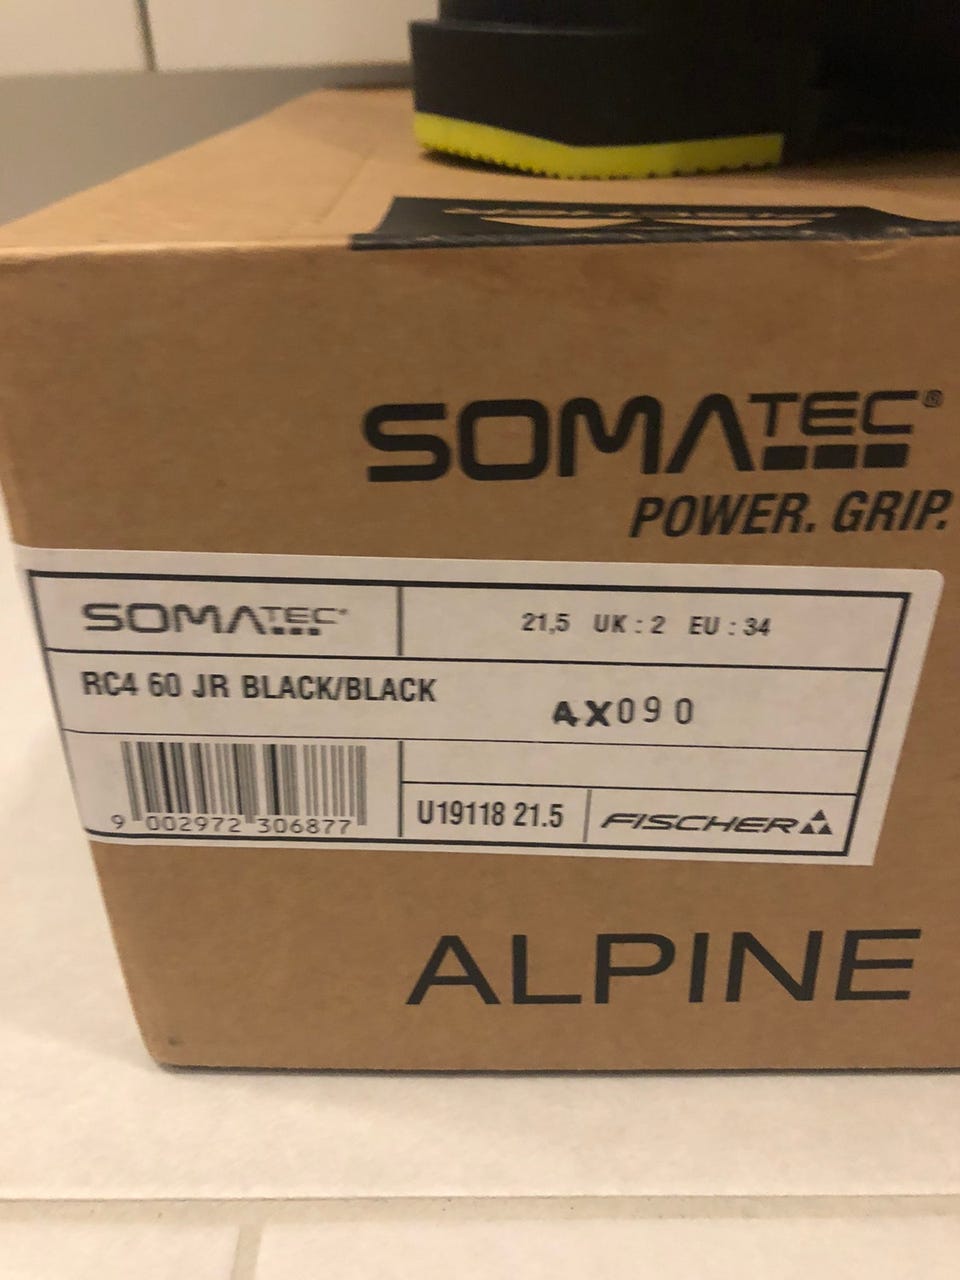 SOMATEC®
POWER. GRIP.
SOMATEC®
21,5 UK : 2 EU : 34
RC4 60 JR BLACK/BLACK
AX090
9 002972 306877
U19118 21.5
FISCHER
ALPINE